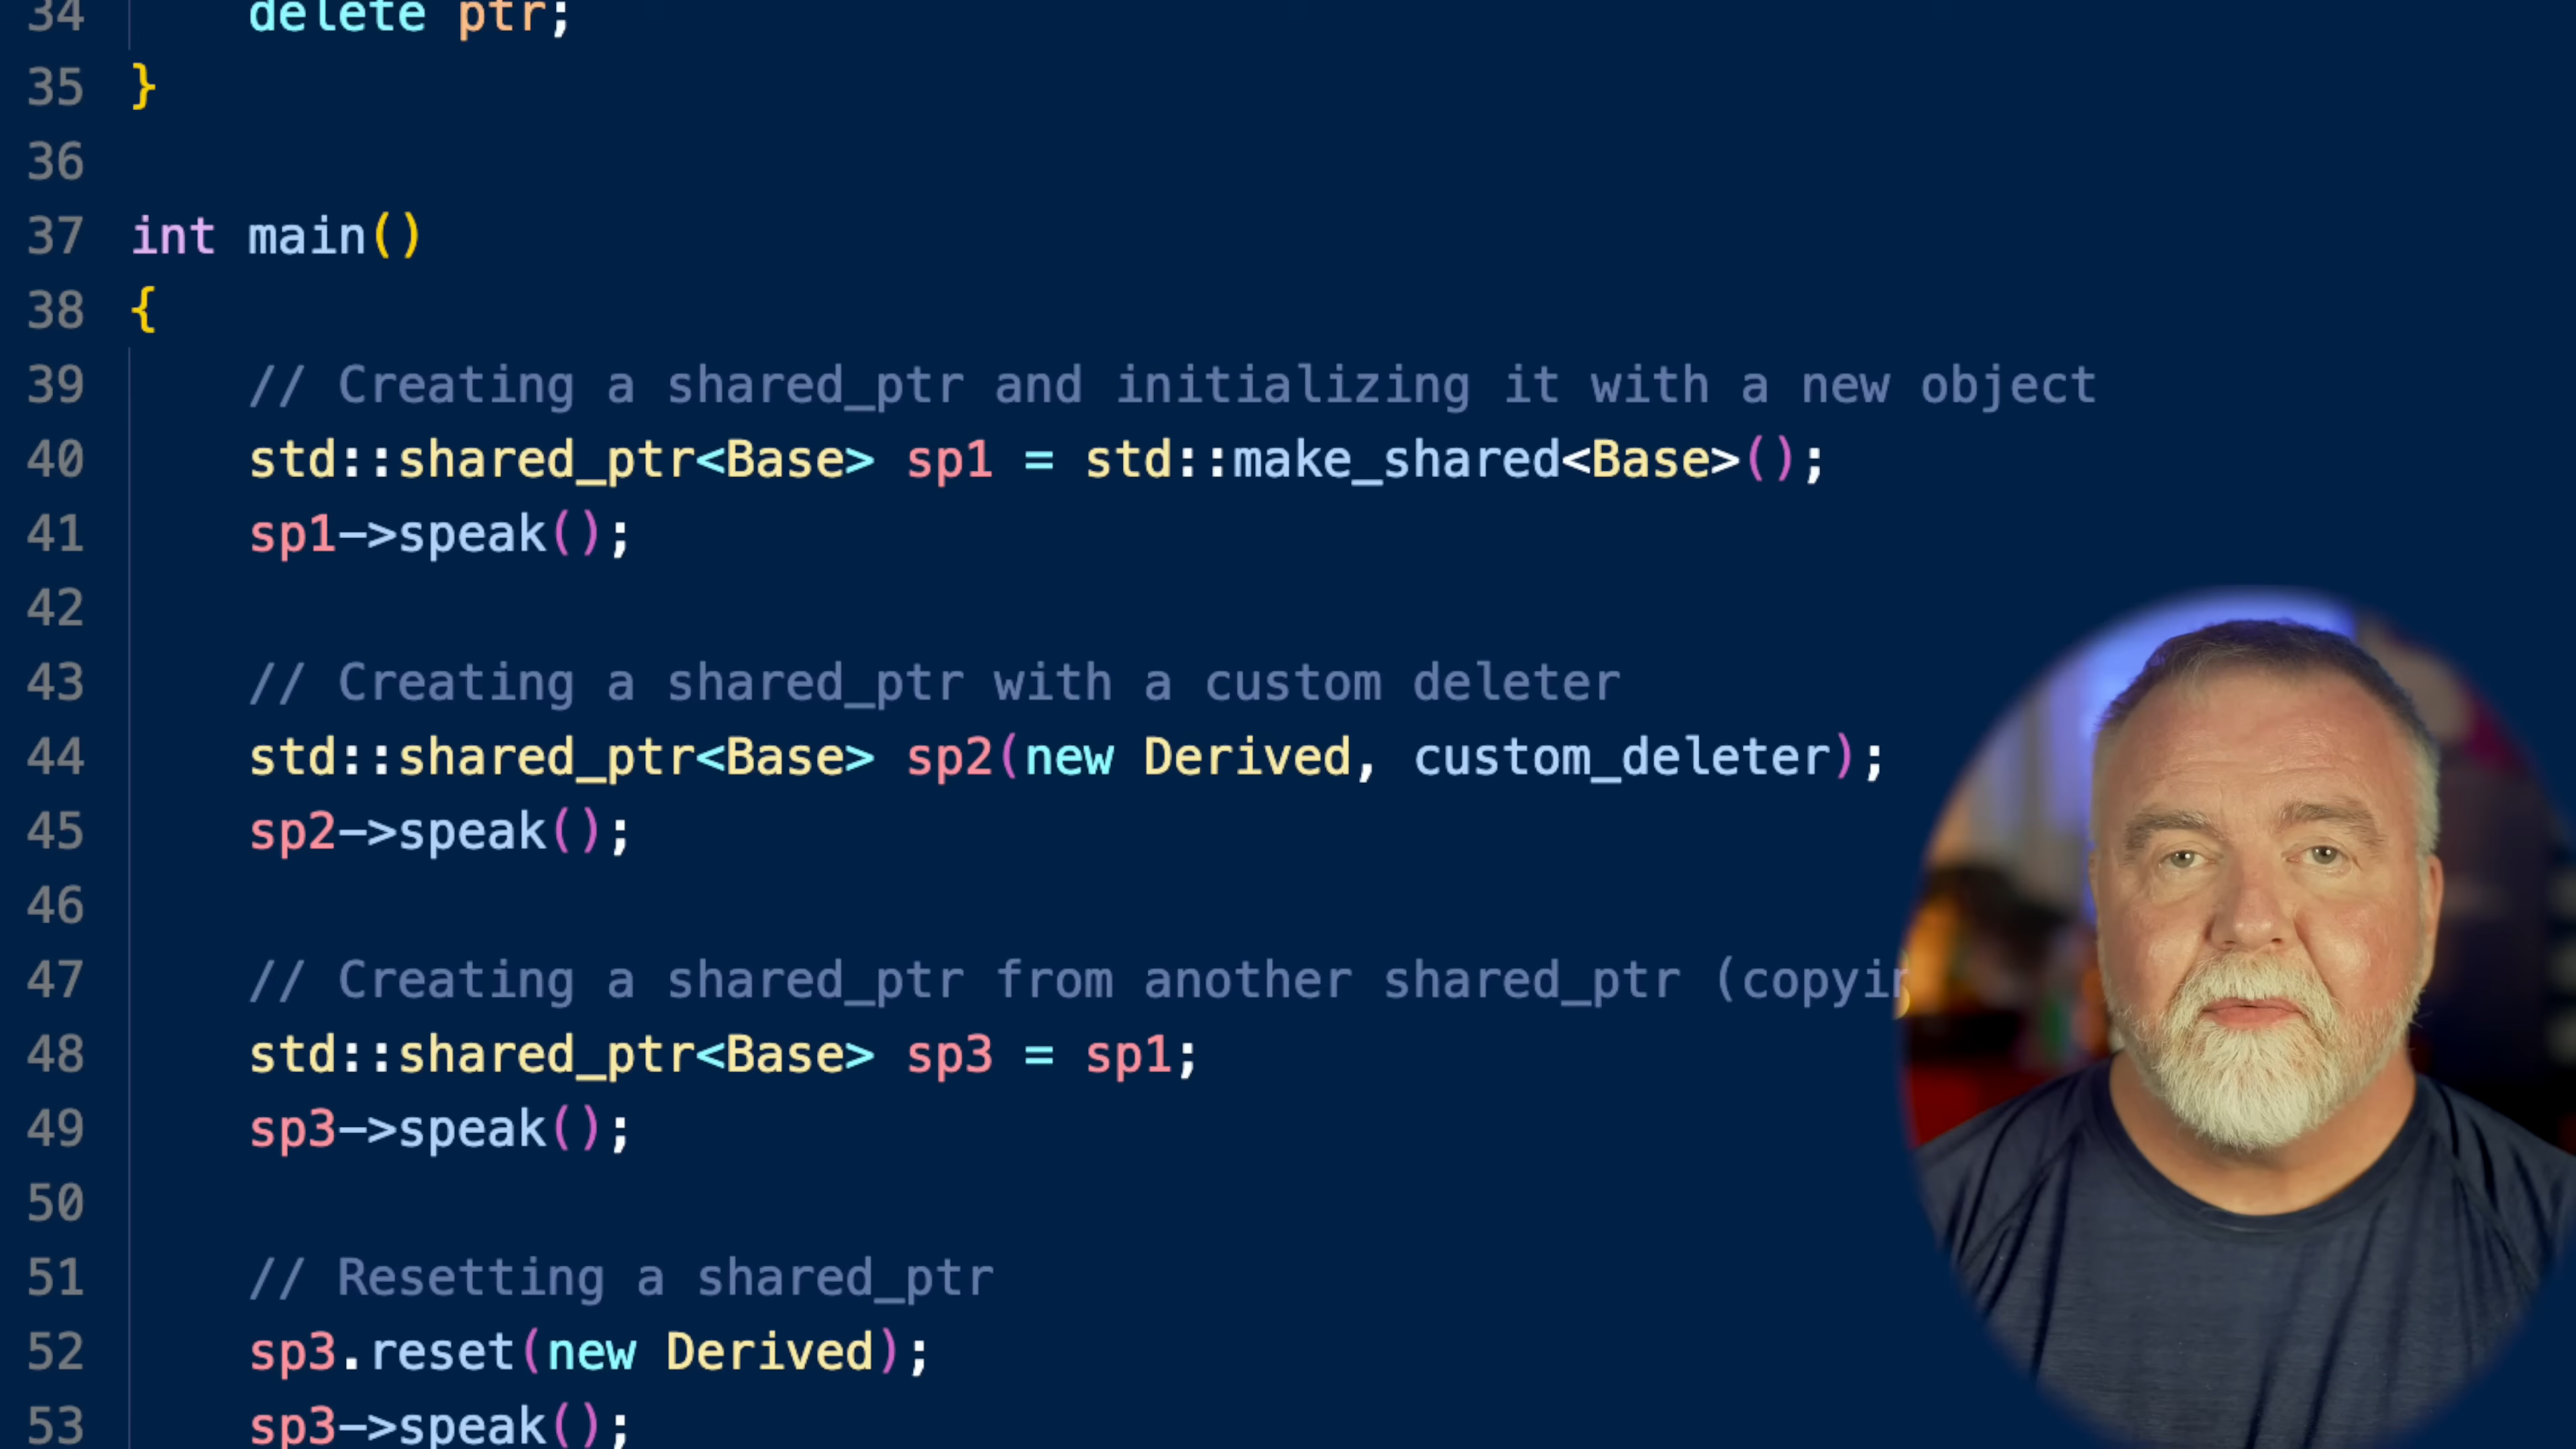 34 delete ptr;
35 }
36
37 int main()
38 {
39 // Creating a shared_ptr and initializing it with a new object
40 std::shared_ptr<Base> sp1 = std::make_shared<Base>();
41 sp1->speak();
42
43 // Creating a shared_ptr with a custom deleter
44 std::shared_ptr<Base> sp2(new Derived, custom_deleter);
45 sp2->speak();
46
47 // Creating a shared_ptr from another shared_ptr (copyin
48 std::shared_ptr<Base> sp3 = sp1;
49 sp3->speak();
50
51 // Resetting a shared_ptr
52 sp3.reset(new Derived);
53 sp3->speak();